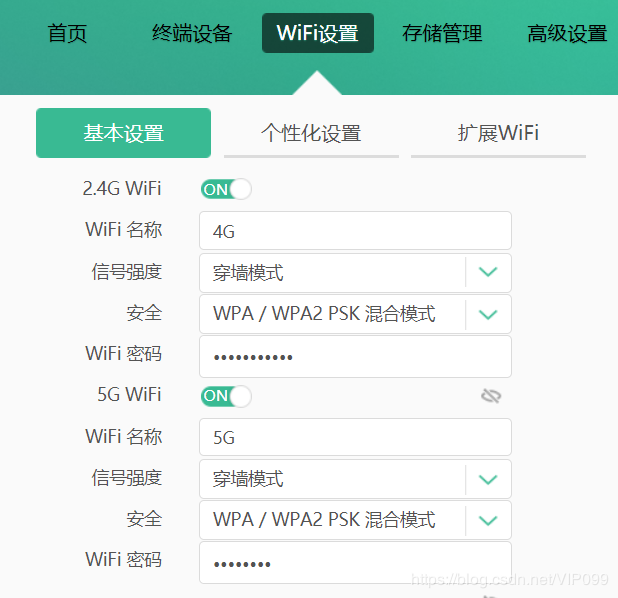 首页 终端设备 WiFi设置 存储管理 高级设置
基本设置 个性化设置 扩展WiFi
2.4G WiFi ON
WiFi 名称 4G
信号强度 穿墙模式
安全 WPA / WPA2 PSK 混合模式
WiFi 密码 •••••••••••
5G WiFi ON
WiFi 名称 5G
信号强度 穿墙模式
安全 WPA / WPA2 PSK 混合模式
WiFi 密码 ••••••••
https://blog.csdn.net/VIP099